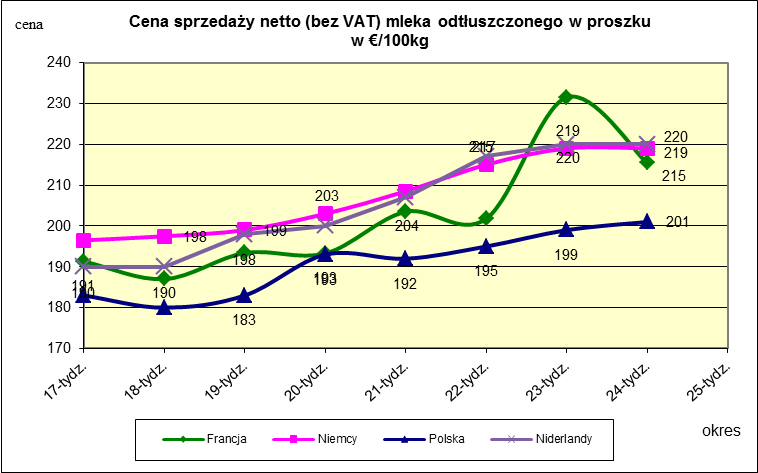 cena
Cena sprzedaży netto (bez VAT) mleka odtłuszczonego w proszku
w €/100kg
240
230
220
210
200
190
180
170
219
220
217
220
219
215
203
198
199
198
204
201
191
190
193
192
195
199
183
17-tydz.
18-tydz.
19-tydz.
20-tydz.
21-tydz.
22-tydz.
23-tydz.
24-tydz.
25-tydz.
okres
Francja Niemcy Polska Niderlandy